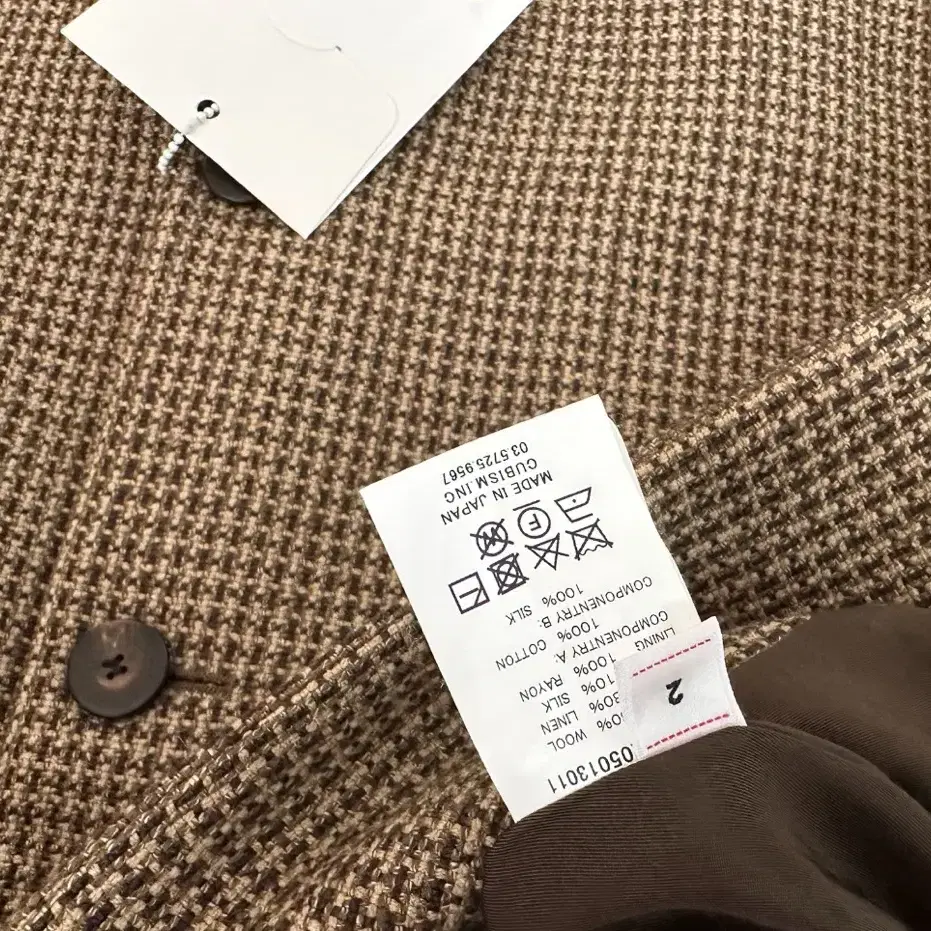 05013011
WOOL
30% LINEN
10% SILK
LINING
100% RAYON
COMPONENTRY A:
100% COTTON
COMPONENTRY B:
100% SILK
F
W
MADE IN JAPAN
CUBISM.INC
03.5725.9567
2